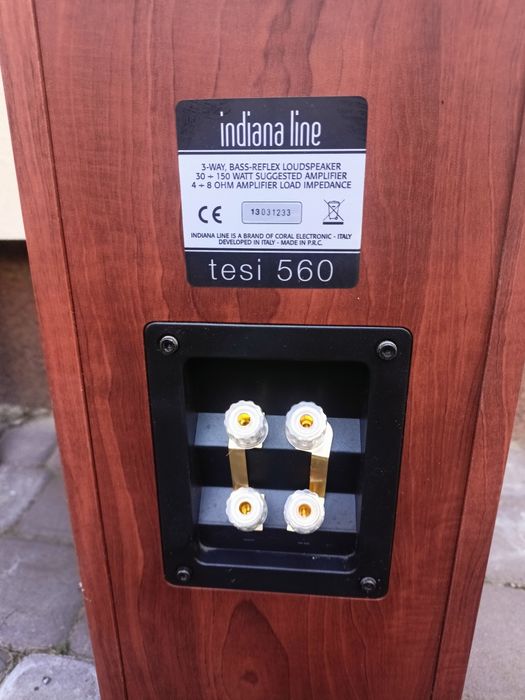 indiana line
3-WAY, BASS-REFLEX LOUDSPEAKER
30 ÷ 150 WATT SUGGESTED AMPLIFIER
4 ÷ 8 OHM AMPLIFIER LOAD IMPEDANCE
CE 13031233
INDIANA LINE IS A BRAND OF CORAL ELECTRONIC - ITALY
DEVELOPED IN ITALY - MADE IN P.R.C.
tesi 560